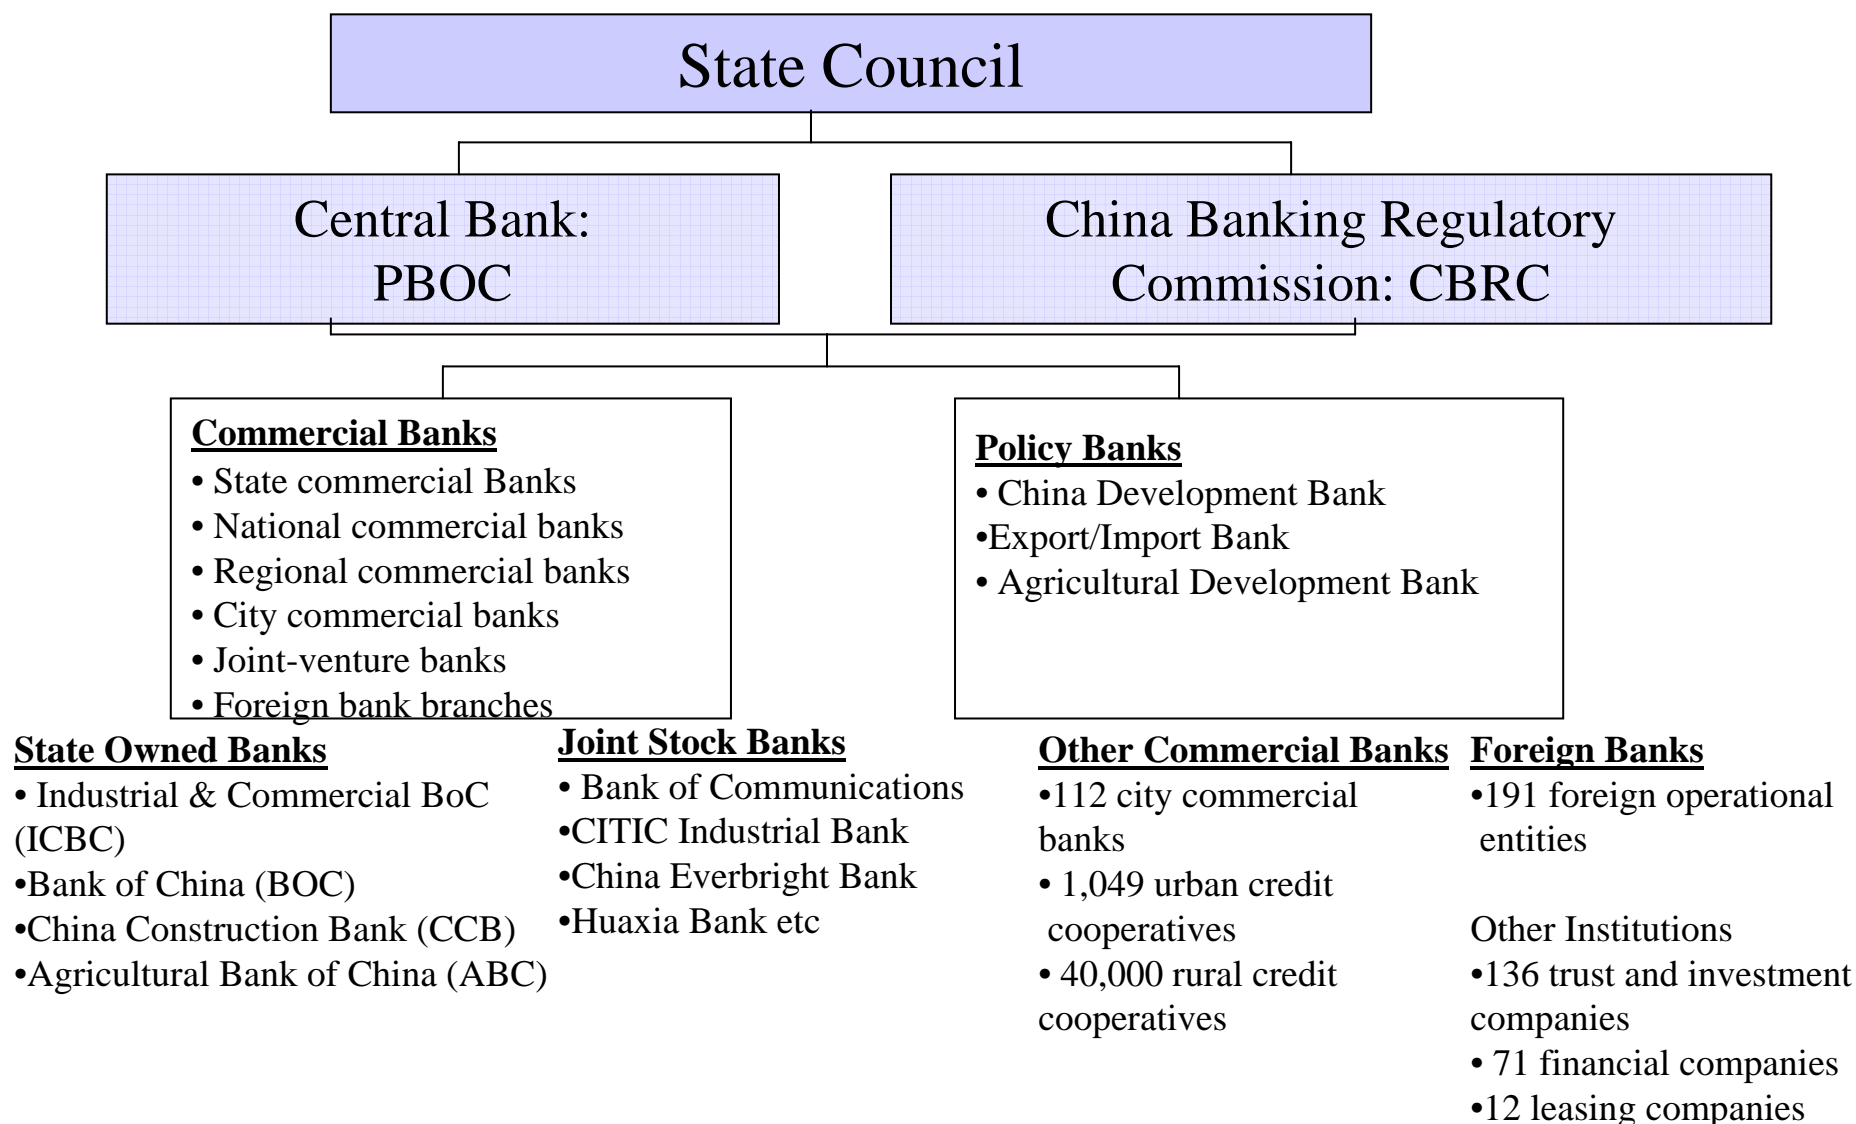 State Council
Central Bank:
PBOC
China Banking Regulatory
Commission: CBRC
Commercial Banks
• State commercial Banks
• National commercial banks
• Regional commercial banks
• City commercial banks
• Joint-venture banks
• Foreign bank branches
Policy Banks
• China Development Bank
•Export/Import Bank
• Agricultural Development Bank
State Owned Banks
• Industrial & Commercial BoC
(ICBC)
•Bank of China (BOC)
•China Construction Bank (CCB)
•Agricultural Bank of China (ABC)
Joint Stock Banks
• Bank of Communications
•CITIC Industrial Bank
•China Everbright Bank
•Huaxia Bank etc
Other Commercial Banks
•112 city commercial
banks
• 1,049 urban credit
cooperatives
• 40,000 rural credit
cooperatives
Foreign Banks
•191 foreign operational
entities
Other Institutions
•136 trust and investment
companies
• 71 financial companies
•12 leasing companies